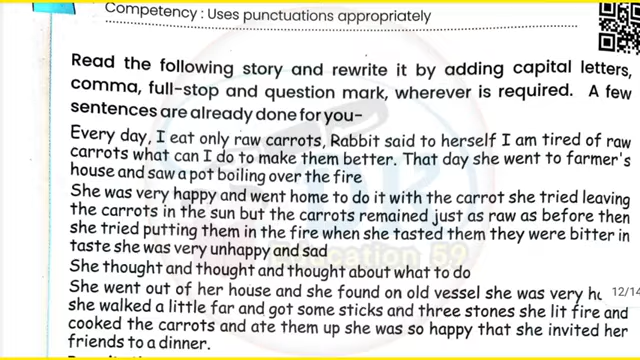 Competency : Uses punctuations appropriately
Read the following story and rewrite it by adding capital letters,
comma, full-stop and question mark, wherever is required. A few
sentences are already done for you-
Every day, I eat only raw carrots, Rabbit said to herself I am tired of raw
carrots what can I do to make them better. That day she went to farmer's
house and saw a pot boiling over the fire
She was very happy and went home to do it with the carrot she tried leaving
the carrots in the sun but the carrots remained just as raw as before then
she tried putting them in the fire when she tasted them they were bitter in
taste she was very unhappy and sad
She thought and thought and thought about what to do
She went out of her house and she found on old vessel she was very
12/14
she walked a little far and got some sticks and three stones she lit fire and
cooked the carrots and ate them up she was so happy that she invited her
friends to a dinner.